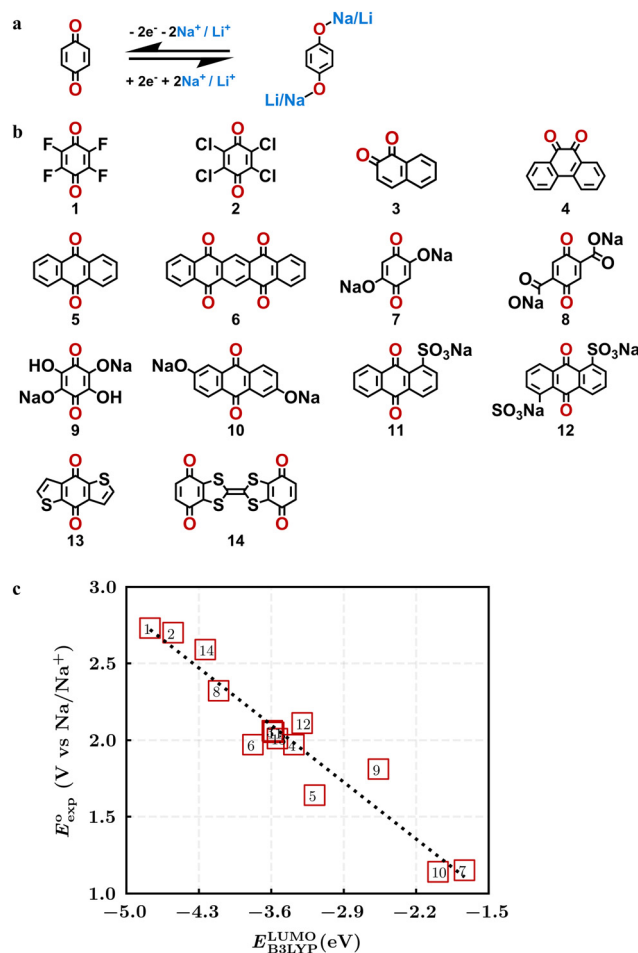 a
O
O
- 2e⁻ - 2Na⁺ / Li⁺
+ 2e⁻ + 2Na⁺ / Li⁺
Na/Li
O
O
Li/Na
b
O
F F
F F
O
1
O
Cl Cl
Cl Cl
O
2
O
O
3
O O
4
O
O
5
O O
O O
6
O
ONa
NaO
O
7
O ONa
O
O
ONa O
8
O
HO ONa
NaO OH
O
9
O
NaO
ONa
O
10
O SO₃Na
O
11
O SO₃Na
SO₃Na O
12
O
S
S
O
13
O O
S S
S S
O O
14
c
3.0
2.5
2.0
1.5
1.0
E°exp (V vs Na/Na⁺)
1
2
14
8
12
6
4
5
9
10
7
−5.0 −4.3 −3.6 −2.9 −2.2 −1.5
E^LUMO_B3LYP (eV)